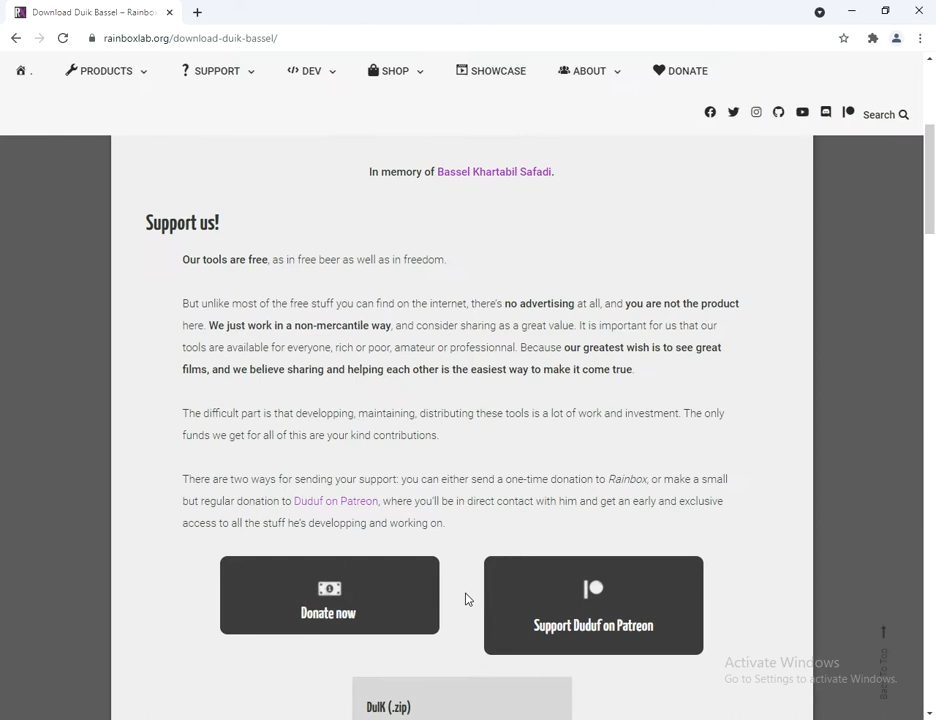 Download Duik Bassel – Rainbo
rainboxlab.org/download-duik-bassel/
.
PRODUCTS
SUPPORT
DEV
SHOP
SHOWCASE
ABOUT
DONATE
Search
In memory of Bassel Khartabil Safadi.
Support us!
Our tools are free, as in free beer as well as in freedom.
But unlike most of the free stuff you can find on the internet, there's no advertising at all, and you are not the product
here. We just work in a non-mercantile way, and consider sharing as a great value. It is important for us that our
tools are available for everyone, rich or poor, amateur or professionnal. Because our greatest wish is to see great
films, and we believe sharing and helping each other is the easiest way to make it come true.
The difficult part is that developping, maintaining, distributing these tools is a lot of work and investment. The only
funds we get for all of this are your kind contributions.
There are two ways for sending your support: you can either send a one-time donation to Rainbox, or make a small
but regular donation to Duduf on Patreon, where you'll be in direct contact with him and get an early and exclusive
access to all the stuff he's developping and working on.
Donate now
Support Duduf on Patreon
Back To Top
Activate Windows
Go to Settings to activate Windows.
DuIK (.zip)